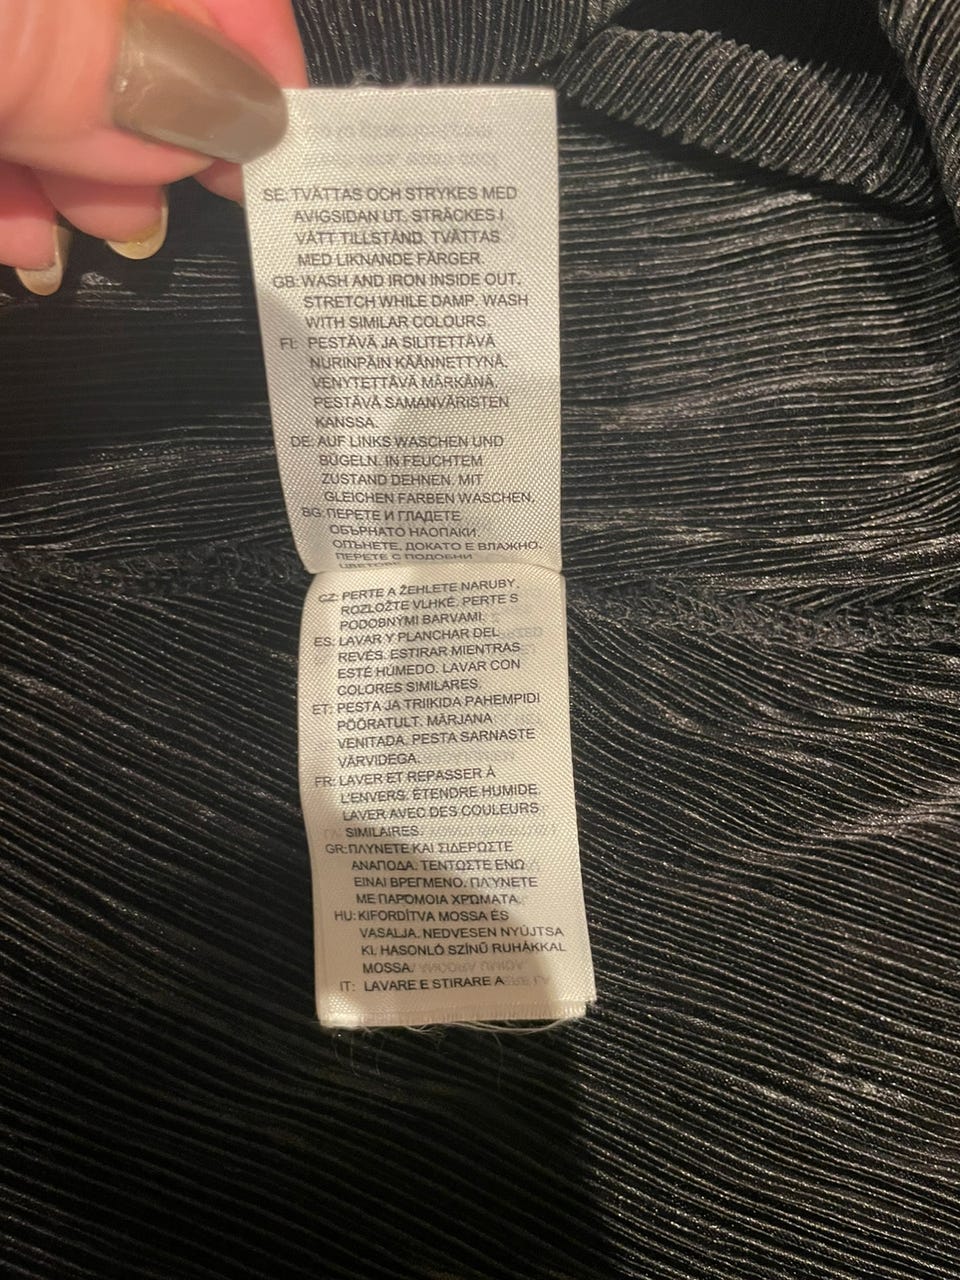 SE: TVÄTTAS OCH STRYKES MED
AVIGSIDAN UT. STRÄCKES I
VÅTT TILLSTÅND. TVÄTTAS
MED LIKNANDE FÄRGER.
GB: WASH AND IRON INSIDE OUT.
STRETCH WHILE DAMP. WASH
WITH SIMILAR COLOURS.
FI: PESTÄVÄ JA SILITETTÄVÄ
NURINPÄIN KÄÄNNETTYNÄ.
VENYTETTÄVÄ MÄRKÄNÄ.
PESTÄVÄ SAMANVÄRISTEN
KANSSA.
DE: AUF LINKS WASCHEN UND
BÜGELN. IN FEUCHTEM
ZUSTAND DEHNEN. MIT
GLEICHEN FARBEN WASCHEN.
BG: ПЕРЕТЕ И ГЛАДЕТЕ
ОБЪРНАТО НАОПАКИ.
ОПЪНЕТЕ, ДОКАТО Е ВЛАЖНО.
ПЕРЕТЕ С ПОДОБНИ
ЦВЕТОВЕ
CZ: PERTE A ŽEHLETE NARUBY.
ROZLOŽTE VLHKÉ. PERTE S
PODOBNÝMI BARVAMI.
ES: LAVAR Y PLANCHAR DEL
REVÉS. ESTIRAR MIENTRAS
ESTÉ HÚMEDO. LAVAR CON
COLORES SIMILARES.
ET: PESTA JA TRIIKIDA PAHEMPIDI
PÖÖRATULT. MÄRJANA
VENITADA. PESTA SARNASTE
VÄRVIDEGA.
FR: LAVER ET REPASSER À
L'ENVERS. ÉTENDRE HUMIDE.
LAVER AVEC DES COULEURS
SIMILAIRES.
GR: ΠΛΥΝΕΤΕ ΚΑΙ ΣΙΔΕΡΩΣΤΕ
ΑΝΑΠΟΔΑ. ΤΕΝΤΩΣΤΕ ΕΝΩ
ΕΙΝΑΙ ΒΡΕΓΜΕΝΟ. ΠΛΥΝΕΤΕ
ΜΕ ΠΑΡΟΜΟΙΑ ΧΡΩΜΑΤΑ.
HU: KIFORDÍTVA MOSSA ÉS
VASALJA. NEDVESEN NYÚJTSA
KI. HASONLÓ SZÍNŰ RUHÁKKAL
MOSSA.
IT: LAVARE E STIRARE A